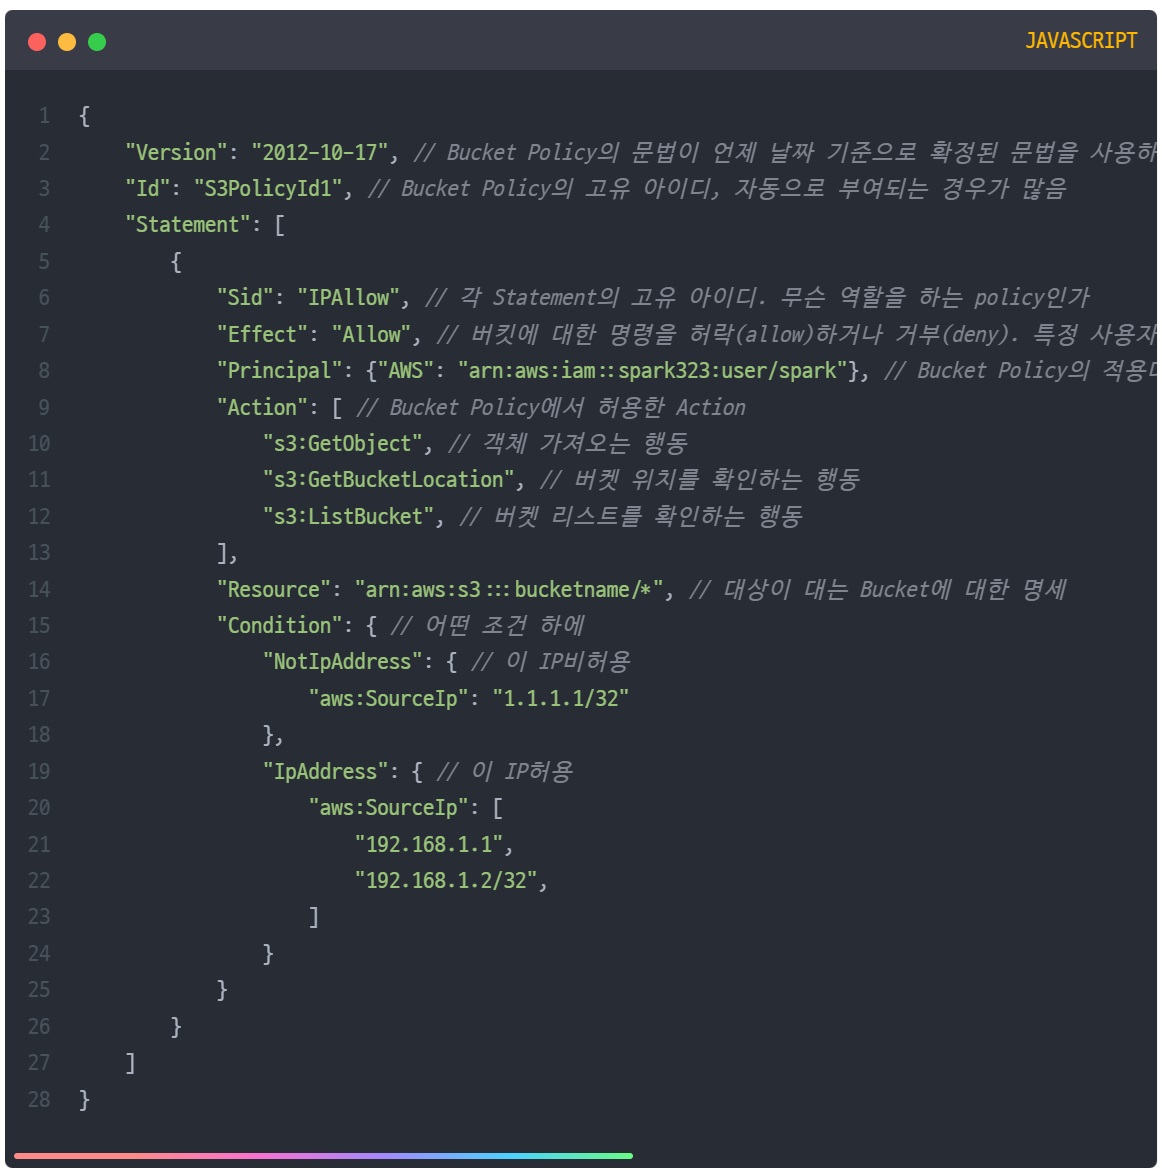 JAVASCRIPT
1 {
2 "Version": "2012-10-17", // Bucket Policy의 문법이 언제 날짜 기준으로 확정된 문법을 사용하
3 "Id": "S3PolicyId1", // Bucket Policy의 고유 아이디, 자동으로 부여되는 경우가 많음
4 "Statement": [
5 {
6 "Sid": "IPAllow", // 각 Statement의 고유 아이디. 무슨 역할을 하는 policy인가
7 "Effect": "Allow", // 버킷에 대한 명령을 허락(allow)하거나 거부(deny). 특정 사용자
8 "Principal": {"AWS": "arn:aws:iam::spark323:user/spark"}, // Bucket Policy의
9 "Action": [ // Bucket Policy에서 허용한 Action
10 "s3:GetObject", // 객체 가져오는 행동
11 "s3:GetBucketLocation", // 버켓 위치를 확인하는 행동
12 "s3:ListBucket", // 버켓 리스트를 확인하는 행동
13 ],
14 "Resource": "arn:aws:s3:::bucketname/*", // 대상이 대는 Bucket에 대한 명세
15 "Condition": { // 어떤 조건 하에
16 "NotIpAddress": { // 이 IP비허용
17 "aws:SourceIp": "1.1.1.1/32"
18 },
19 "IpAddress": { // 이 IP허용
20 "aws:SourceIp": [
21 "192.168.1.1",
22 "192.168.1.2/32",
23 ]
24 }
25 }
26 }
27 ]
28 }